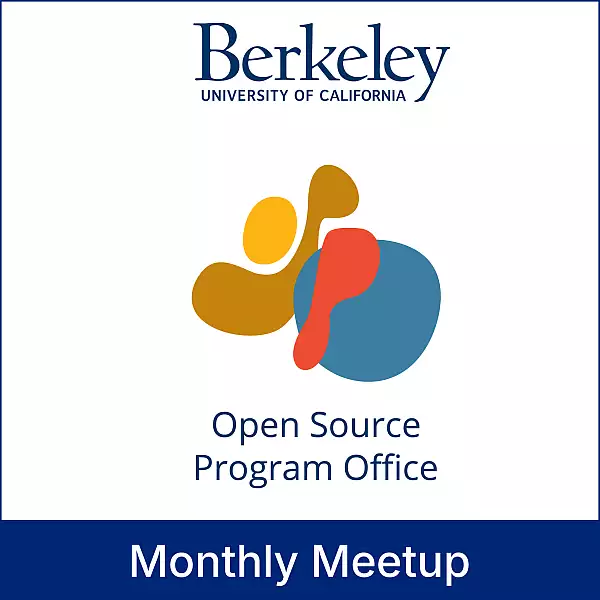 Berkeley
UNIVERSITY OF CALIFORNIA
Open Source
Program Office
Monthly Meetup